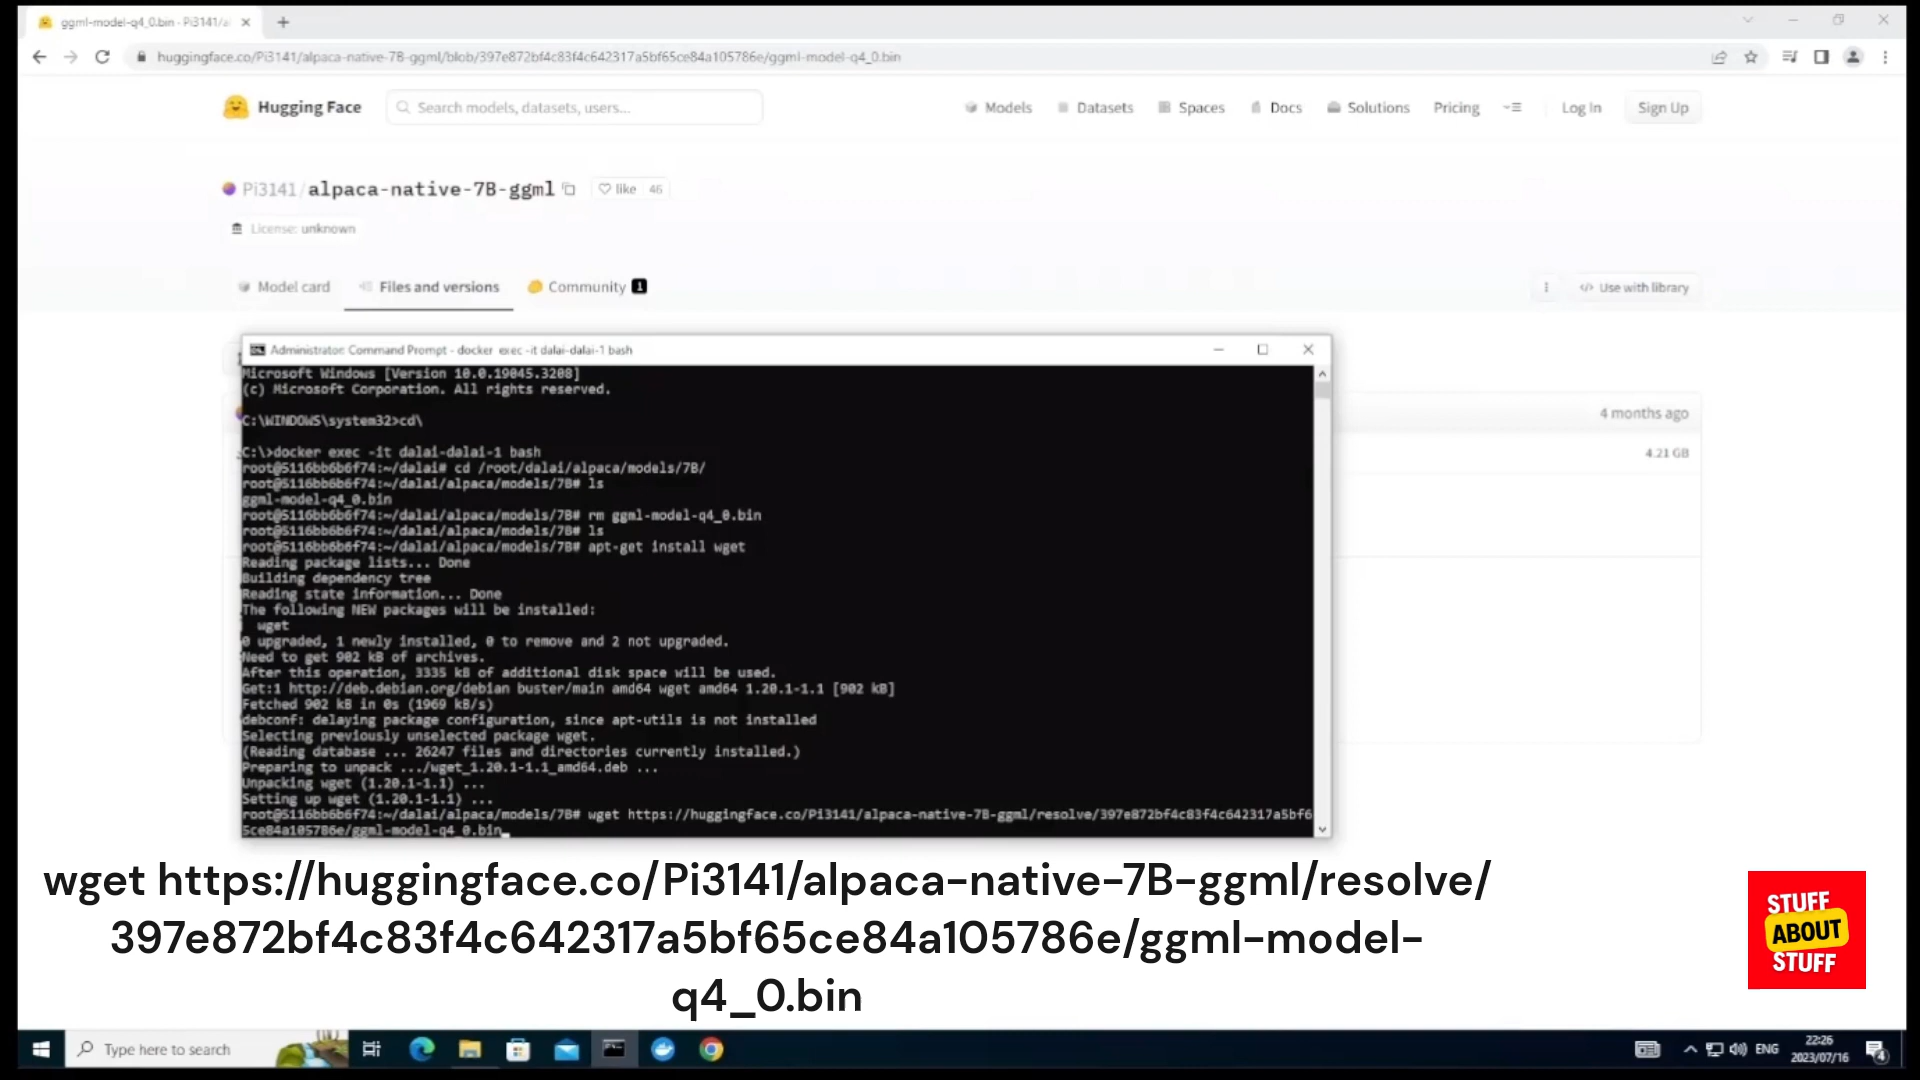 ggml-model-q4_0.bin · Pi3141/a
huggingface.co/Pi3141/alpaca-native-7B-ggml/blob/397e872bf4c83f4c642317a5bf65ce84a105786e/ggml-model-q4_0.bin
Hugging Face
Search models, datasets, users...
Models
Datasets
Spaces
Docs
Solutions
Pricing
Log In
Sign Up
Pi3141/alpaca-native-7B-ggml
like 46
License: unknown
Model card
Files and versions
Community 1
Use with library
4 months ago
4.21 GB
Administrator: Command Prompt - docker exec -it dalai-dalai-1 bash
Microsoft Windows [Version 10.0.19045.3208]
(c) Microsoft Corporation. All rights reserved.
C:\WINDOWS\system32>cd\
C:\>docker exec -it dalai-dalai-1 bash
root@5116bb6b6f74:~/dalai# cd /root/dalai/alpaca/models/7B/
root@5116bb6b6f74:~/dalai/alpaca/models/7B# ls
ggml-model-q4_0.bin
root@5116bb6b6f74:~/dalai/alpaca/models/7B# rm ggml-model-q4_0.bin
root@5116bb6b6f74:~/dalai/alpaca/models/7B# ls
root@5116bb6b6f74:~/dalai/alpaca/models/7B# apt-get install wget
Reading package lists... Done
Building dependency tree
Reading state information... Done
The following NEW packages will be installed:
wget
0 upgraded, 1 newly installed, 0 to remove and 2 not upgraded.
Need to get 902 kB of archives.
After this operation, 3335 kB of additional disk space will be used.
Get:1 http://deb.debian.org/debian buster/main amd64 wget amd64 1.20.1-1.1 [902 kB]
Fetched 902 kB in 0s (1969 kB/s)
debconf: delaying package configuration, since apt-utils is not installed
Selecting previously unselected package wget.
(Reading database ... 26247 files and directories currently installed.)
Preparing to unpack .../wget_1.20.1-1.1_amd64.deb ...
Unpacking wget (1.20.1-1.1) ...
Setting up wget (1.20.1-1.1) ...
root@5116bb6b6f74:~/dalai/alpaca/models/7B# wget https://huggingface.co/Pi3141/alpaca-native-7B-ggml/resolve/397e872bf4c83f4c642317a5bf6
5ce84a105786e/ggml-model-q4_0.bin
wget https://huggingface.co/Pi3141/alpaca-native-7B-ggml/resolve/
397e872bf4c83f4c642317a5bf65ce84a105786e/ggml-model-
q4_0.bin
STUFF
ABOUT
STUFF
Type here to search
ENG
22:26
2023/07/16
4